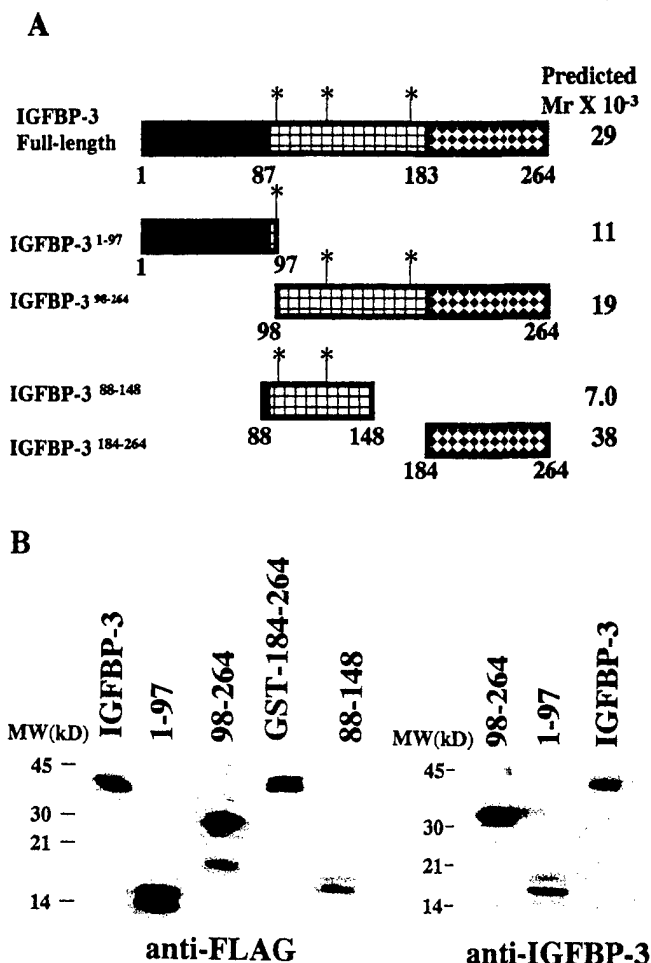 A
Predicted
Mr X 10-3
IGFBP-3
Full-length
* * *
29
1 87 183 264
*
IGFBP-3 1-97
11
1 97
* *
IGFBP-3 98-264
19
98 264
* *
IGFBP-3 88-148
7.0
88 148
IGFBP-3 184-264
38
184 264
B
IGFBP-3
1-97
98-264
GST-184-264
88-148
MW(kD)
45
30
21
14
anti-FLAG
98-264
1-97
IGFBP-3
MW(kD)
45
30
21
14
anti-IGFBP-3